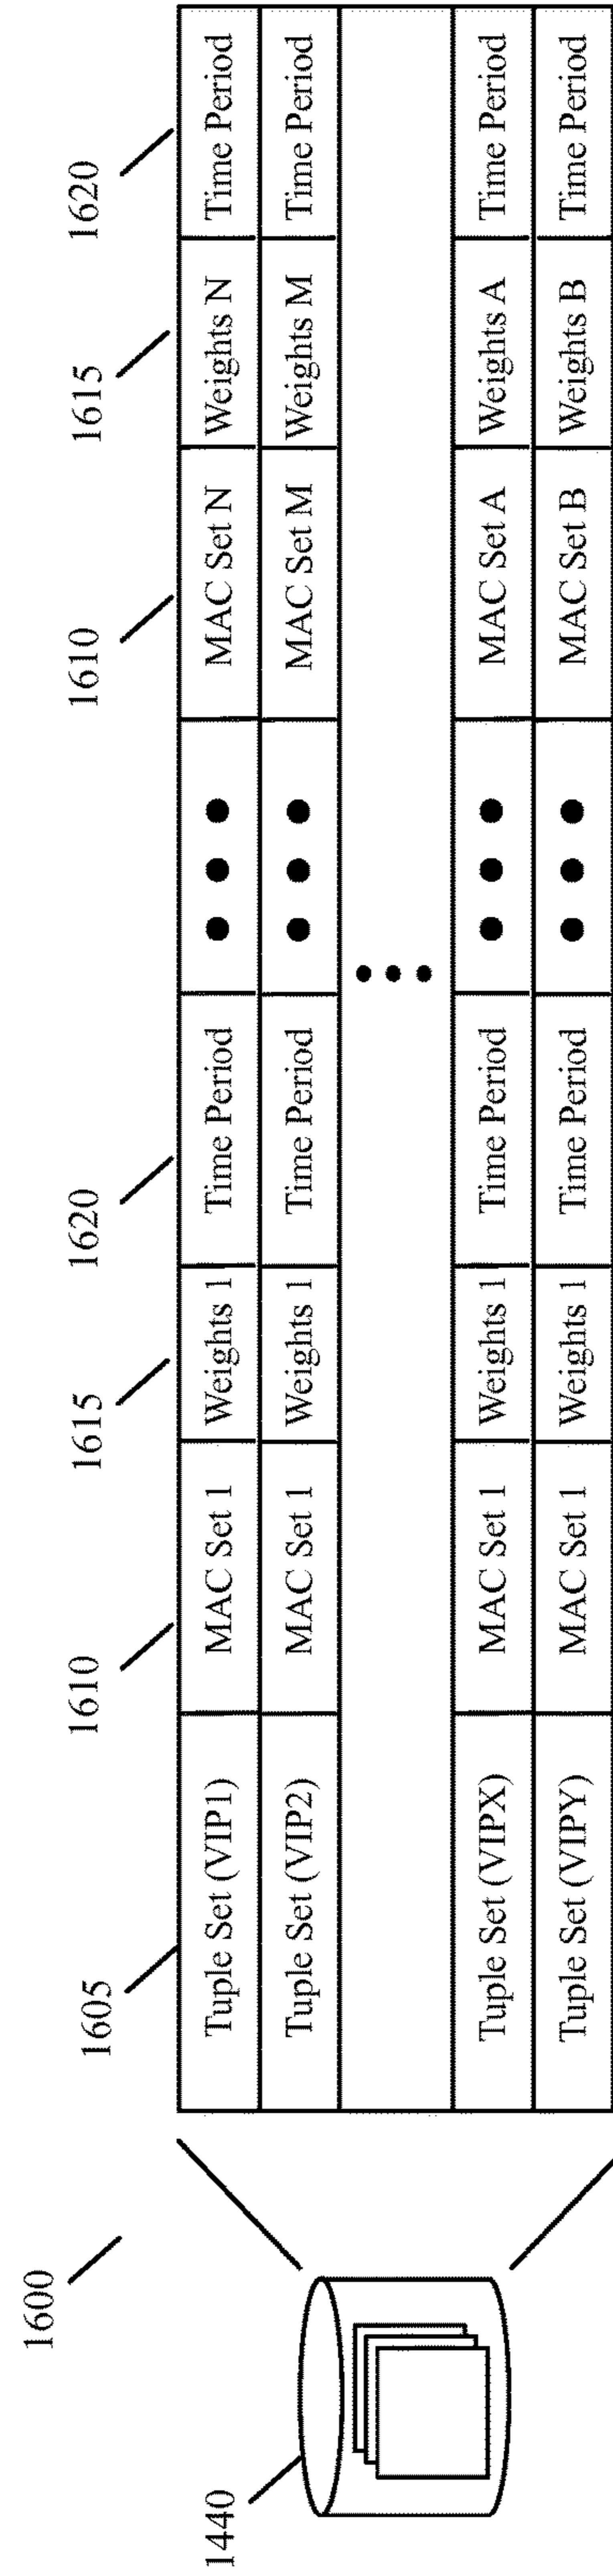 1600
1440
1605 1610 1615 1620 1610 1615 1620
Tuple Set (VIP1) MAC Set 1 Weights 1 Time Period ● ● ● MAC Set N Weights N Time Period
Tuple Set (VIP2) MAC Set 1 Weights 1 Time Period ● ● ● MAC Set M Weights M Time Period
● ● ●
Tuple Set (VIPX) MAC Set 1 Weights 1 Time Period ● ● ● MAC Set A Weights A Time Period
Tuple Set (VIPY) MAC Set 1 Weights 1 Time Period ● ● ● MAC Set B Weights B Time Period